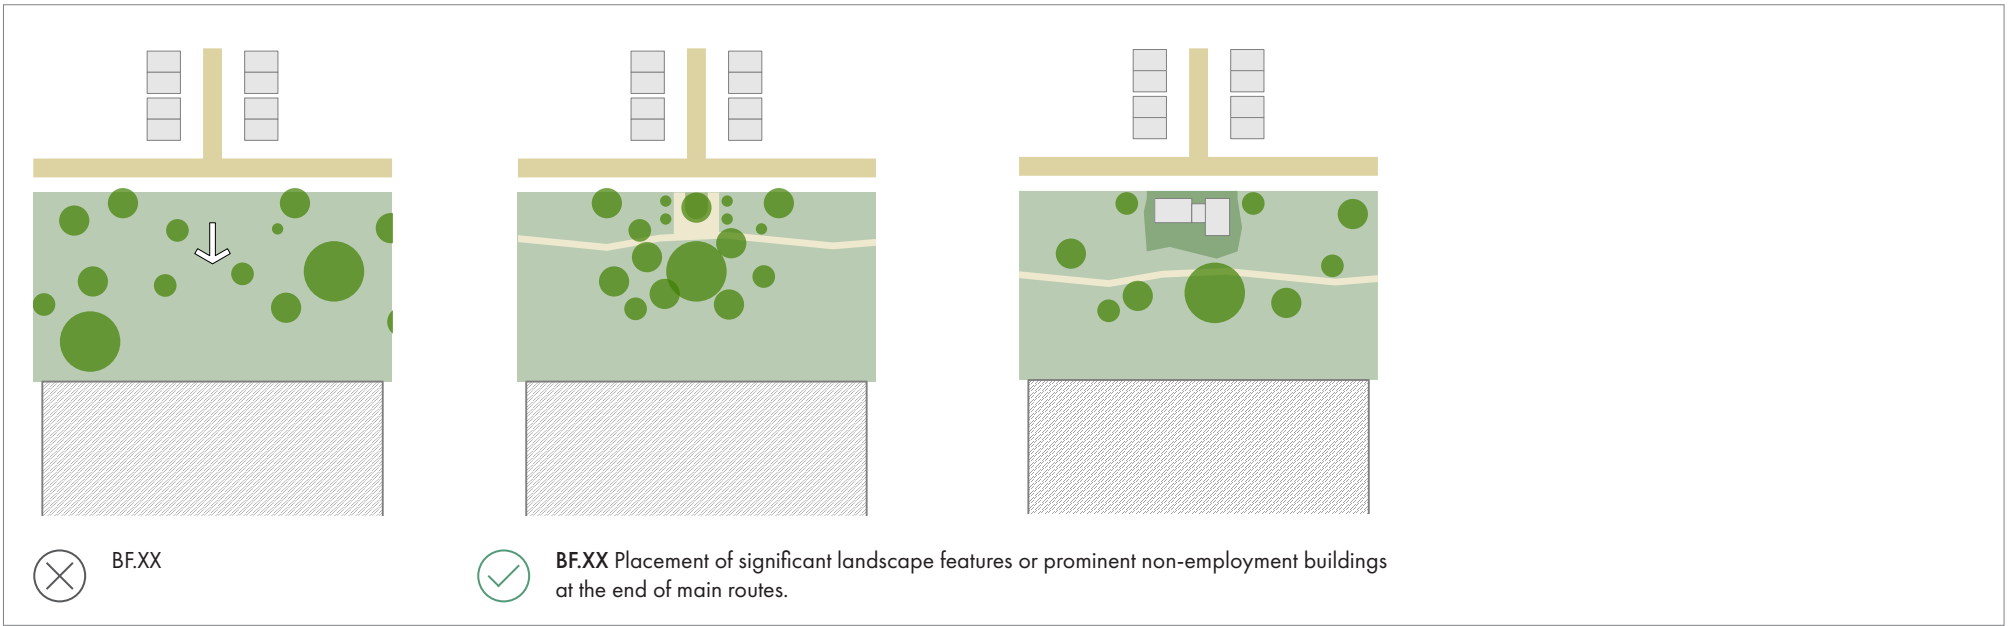 BF.XX
BF.XX Placement of significant landscape features or prominent non-employment buildings
at the end of main routes.